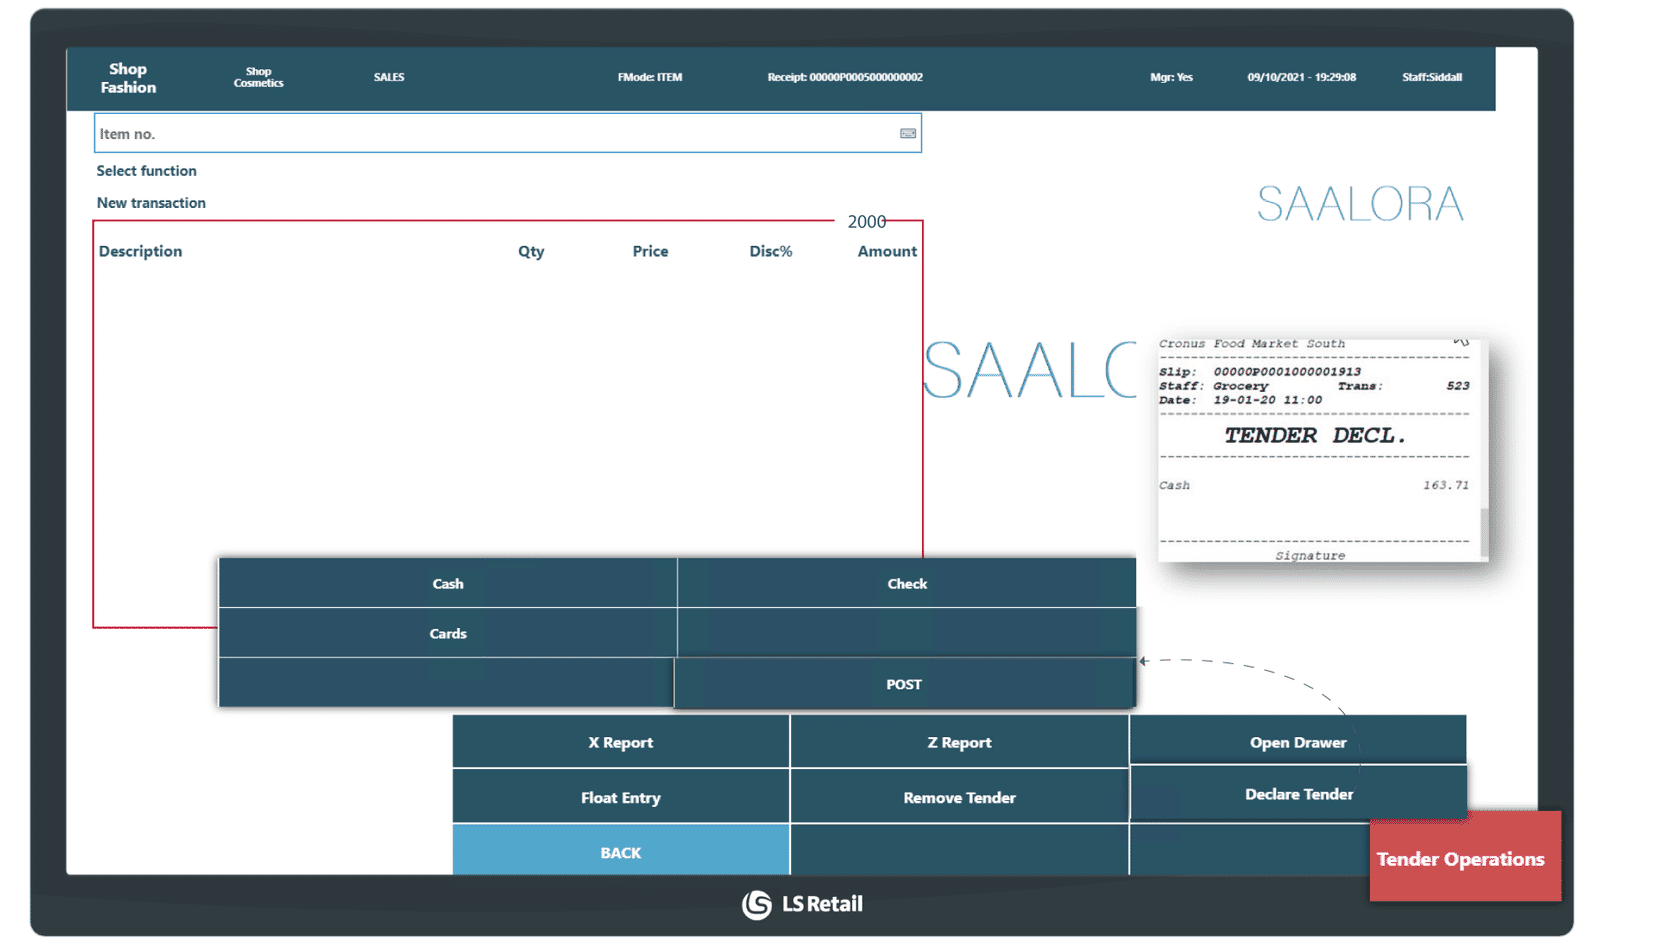 Shop
Fashion
Shop
Cosmetics
SALES
FMode: ITEM
Receipt: 00000P0005000000002
Mgr: Yes
09/10/2021 - 19:29:08
Staff:Siddall
Item no.
Select function
New transaction
SAALORA
2000
Description Qty Price Disc% Amount
SAALO
Cronus Food Market South
Slip: 00000P0001000001913
Staff: Grocery Trans: 523
Date: 19-01-20 11:00
TENDER DECL.
Cash 163.71
Signature
Cash Check
Cards
POST
X Report Z Report Open Drawer
Float Entry Remove Tender Declare Tender
BACK
Tender Operations
LS Retail